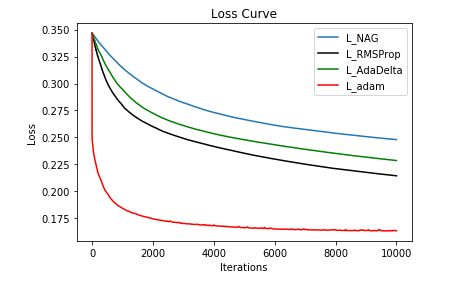 Loss Curve
0.350
0.325
0.300
0.275
0.250
0.225
0.200
0.175
Loss
L_NAG
L_RMSProp
L_AdaDelta
L_adam
0 2000 4000 6000 8000 10000
Iterations